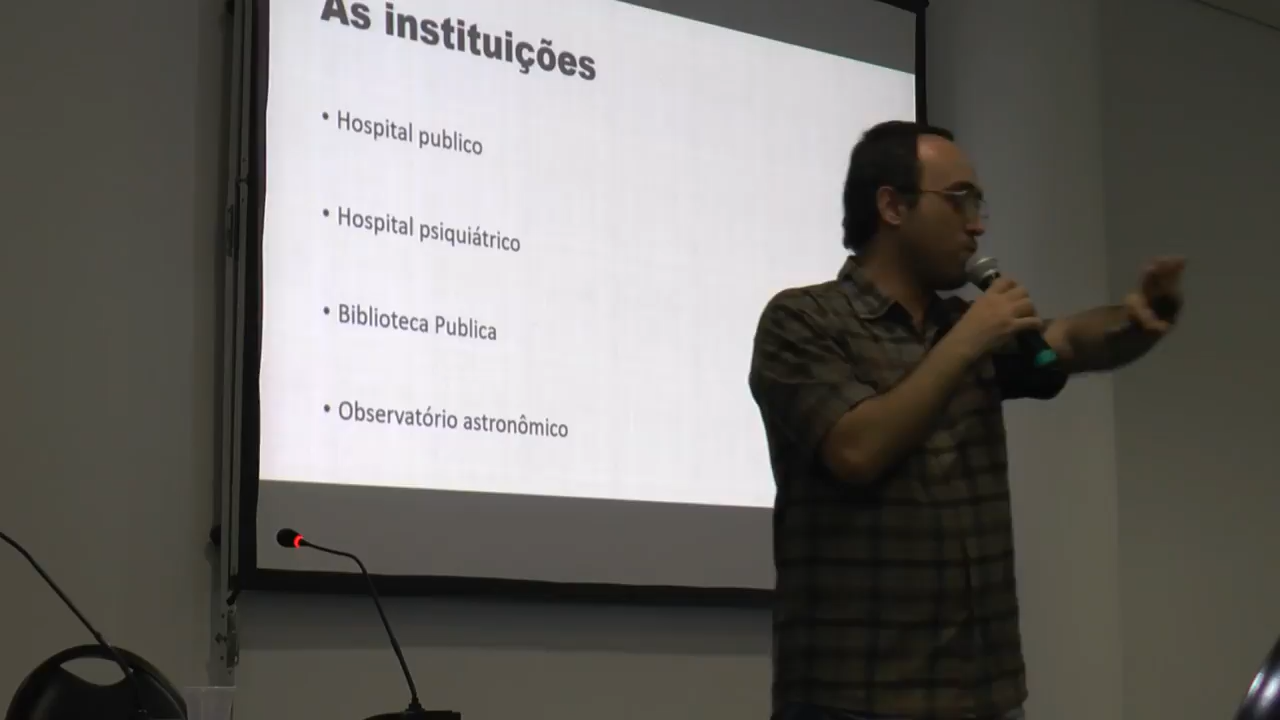 As instituições
• Hospital publico
• Hospital psiquiátrico
• Biblioteca Publica
• Observatório astronômico